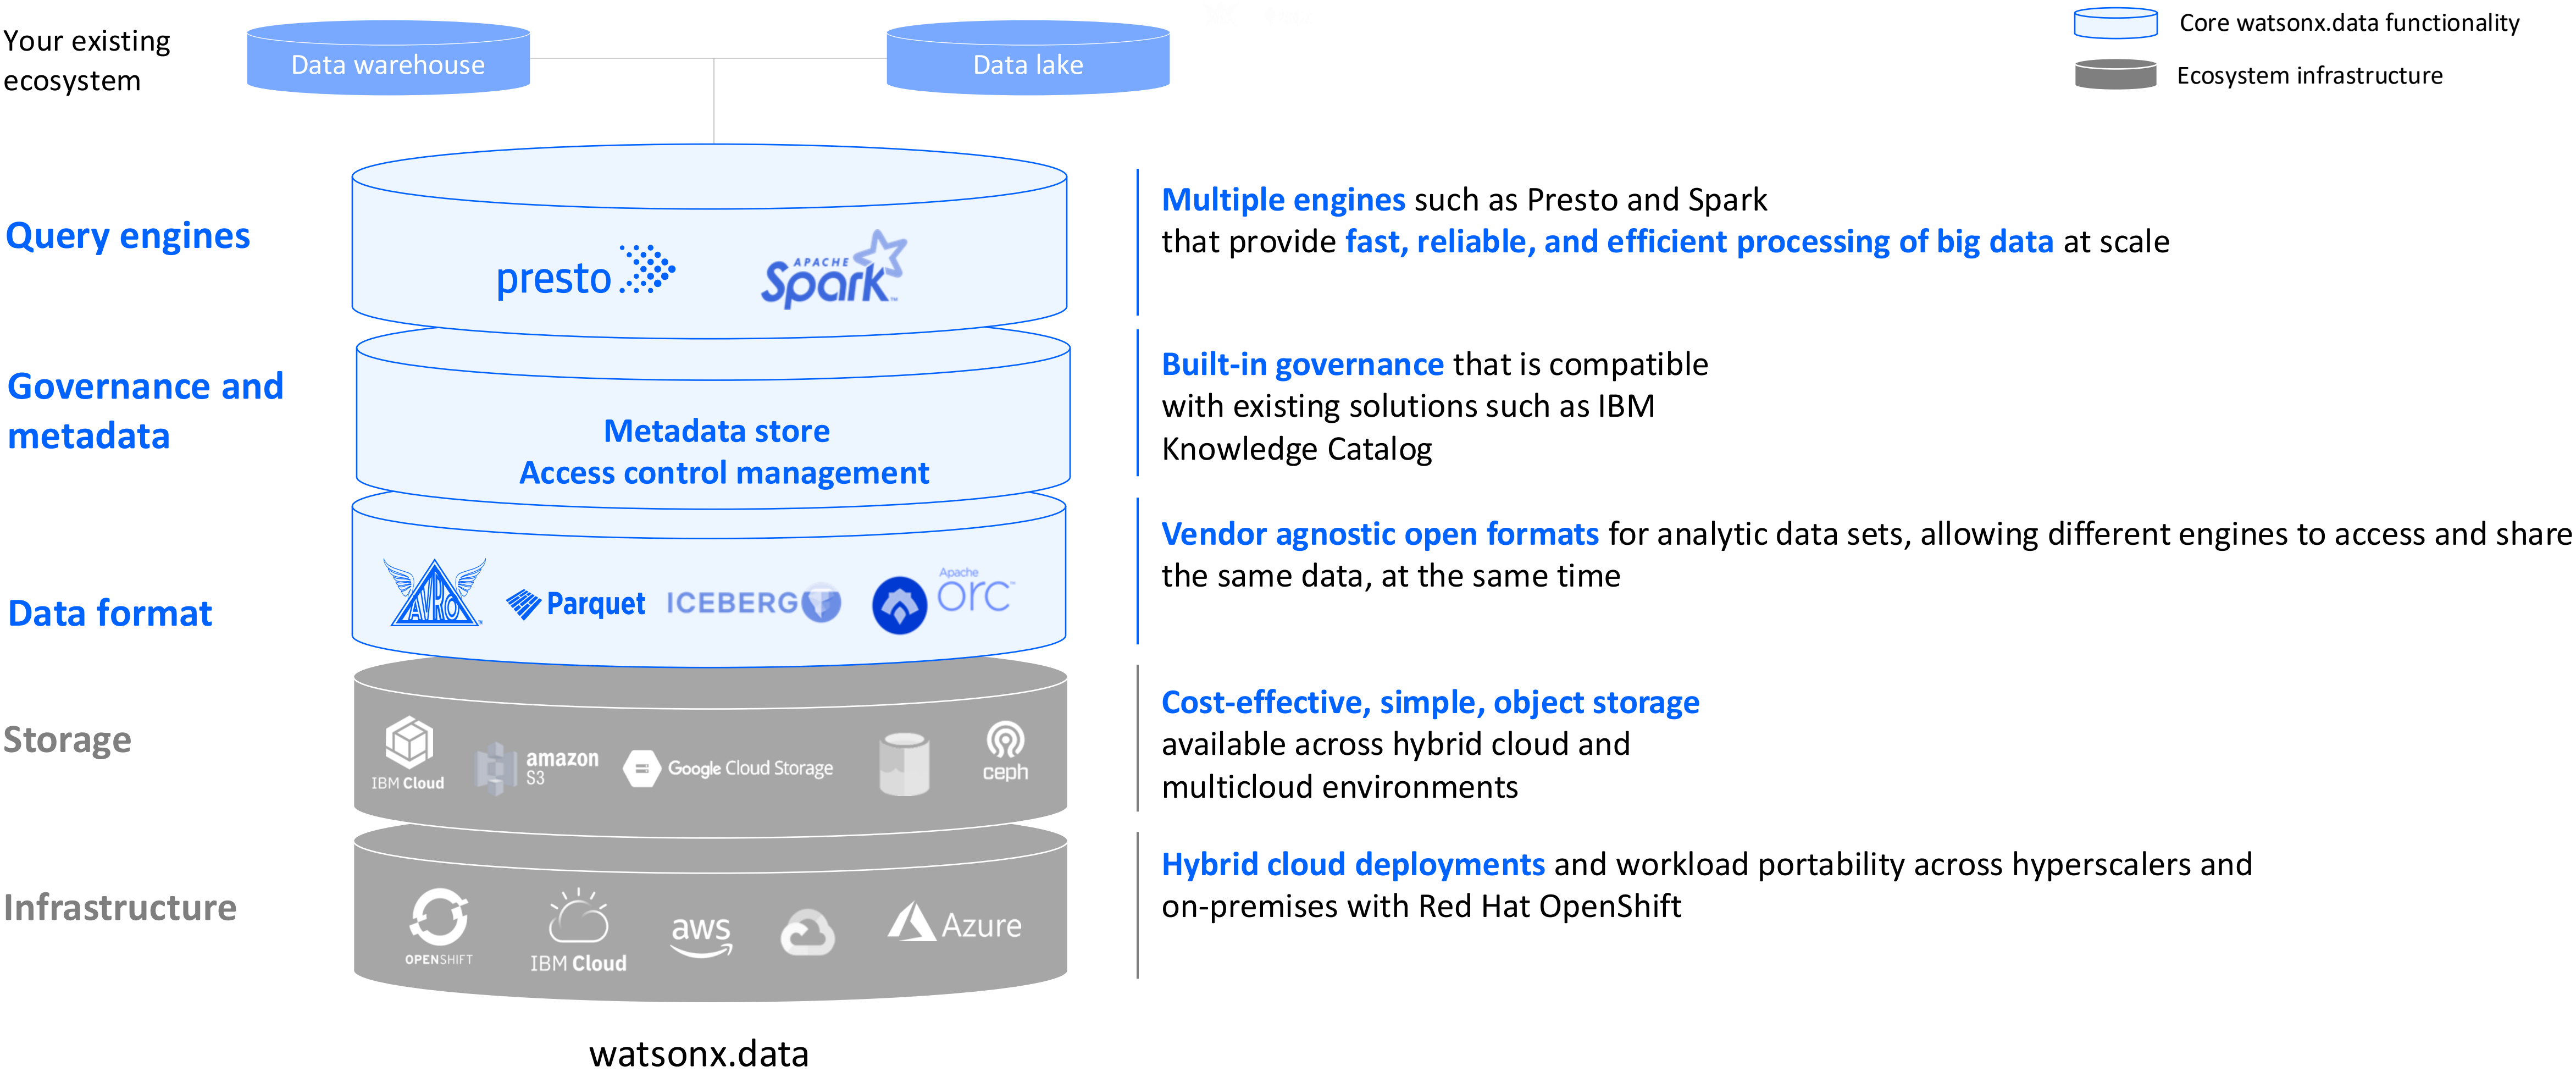 Your existing
ecosystem
Data warehouse
Data lake
Core watsonx.data functionality
Ecosystem infrastructure
Query engines
presto
APACHE
Spark™
Multiple engines such as Presto and Spark
that provide fast, reliable, and efficient processing of big data at scale
Governance and
metadata
Metadata store
Access control management
Built-in governance that is compatible
with existing solutions such as IBM
Knowledge Catalog
Data format
AVRO™
Parquet
ICEBERG
Apache
orc™
Vendor agnostic open formats for analytic data sets, allowing different engines to access and share
the same data, at the same time
Storage
IBM Cloud
amazon
S3
Google Cloud Storage
ceph
Cost-effective, simple, object storage
available across hybrid cloud and
multicloud environments
Infrastructure
OPENSHIFT
IBM Cloud
aws
Azure
Hybrid cloud deployments and workload portability across hyperscalers and
on-premises with Red Hat OpenShift
watsonx.data